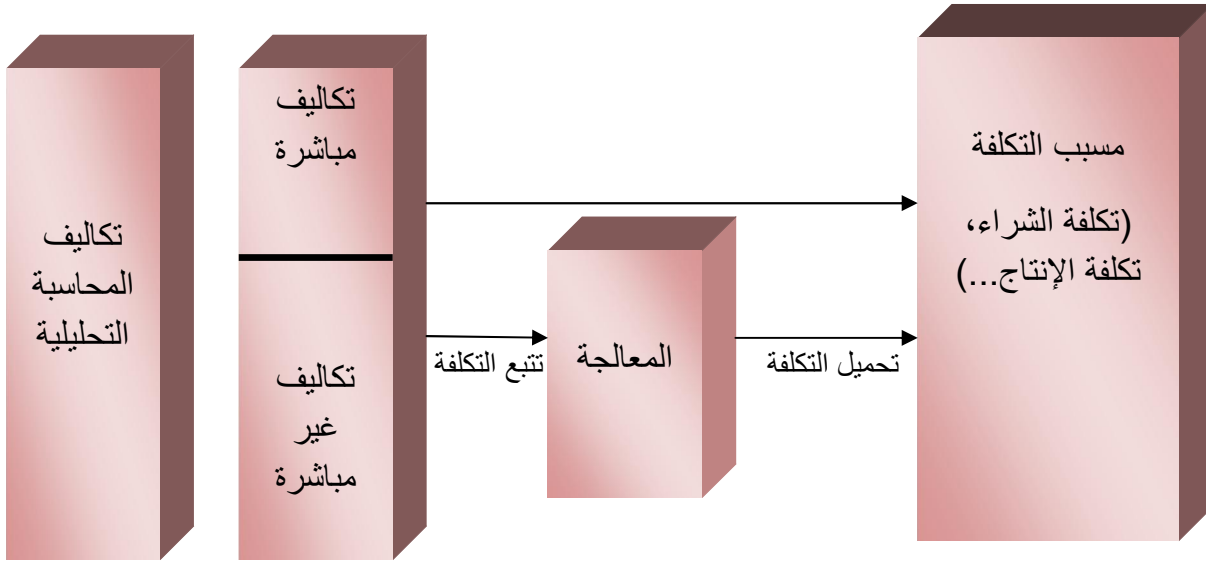 تكاليف
المحاسبة
التحليلية
تكاليف
مباشرة
تكاليف
غير
مباشرة
تتبع التكلفة
المعالجة
تحميل التكلفة
مسبب التكلفة
(تكلفة الشراء،
تكلفة الإنتاج...)